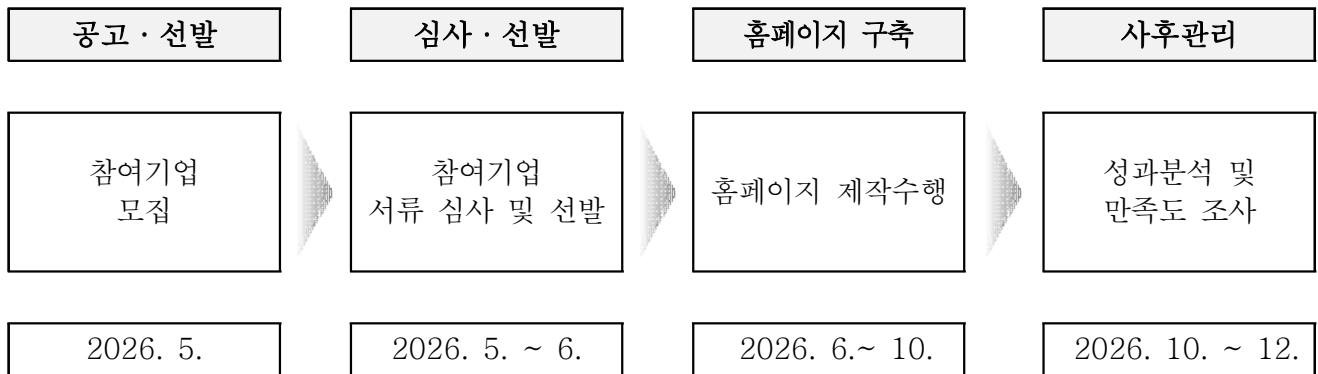 공고 · 선발
심사 · 선발
홈페이지 구축
사후관리
참여기업
모집
참여기업
서류 심사 및 선발
홈페이지 제작수행
성과분석 및
만족도 조사
2026. 5.
2026. 5. ~ 6.
2026. 6.~ 10.
2026. 10. ~ 12.